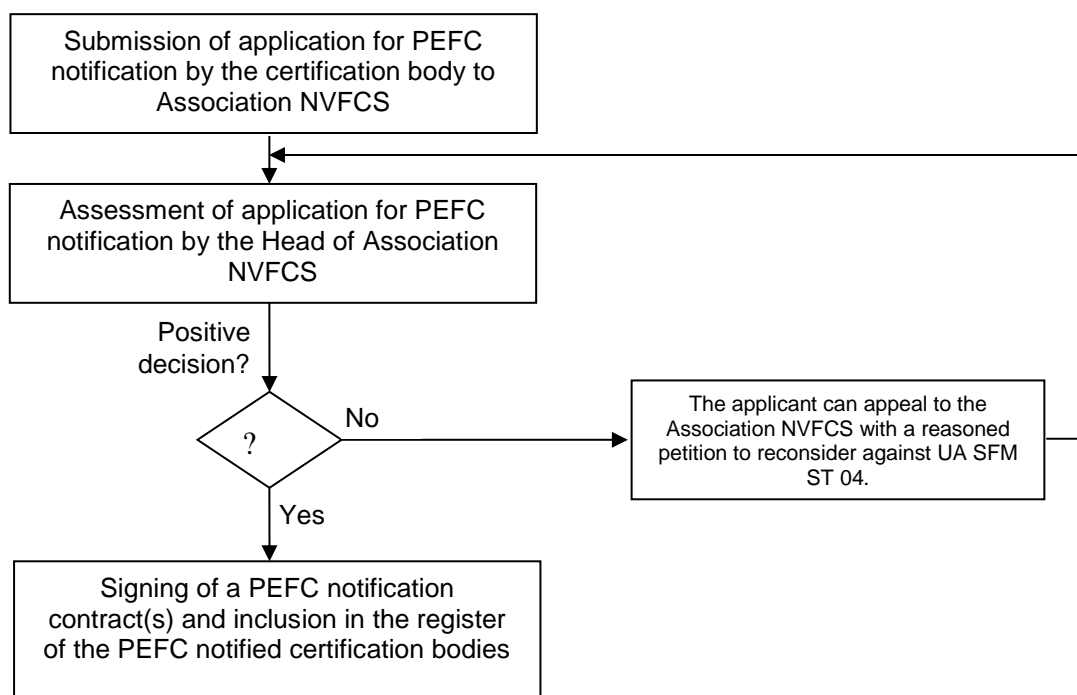 Submission of application for PEFC
notification by the certification body to
Association NVFCS
Assessment of application for PEFC
notification by the Head of Association
NVFCS
Positive
decision?
?
No
The applicant can appeal to the
Association NVFCS with a reasoned
petition to reconsider against UA SFM
ST 04.
Yes
Signing of a PEFC notification
contract(s) and inclusion in the register
of the PEFC notified certification bodies